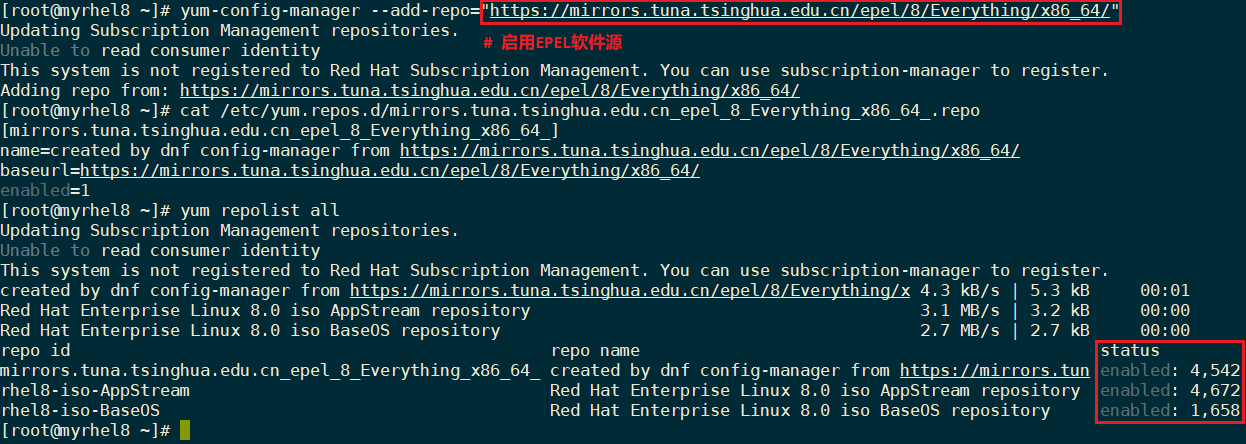 [root@myrhel8 ~]# yum-config-manager --add-repo="https://mirrors.tuna.tsinghua.edu.cn/epel/8/Everything/x86_64/"
Updating Subscription Management repositories.
Unable to read consumer identity
# 启用EPEL软件源
This system is not registered to Red Hat Subscription Management. You can use subscription-manager to register.
Adding repo from: https://mirrors.tuna.tsinghua.edu.cn/epel/8/Everything/x86_64/
[root@myrhel8 ~]# cat /etc/yum.repos.d/mirrors.tuna.tsinghua.edu.cn_epel_8_Everything_x86_64_.repo
[mirrors.tuna.tsinghua.edu.cn_epel_8_Everything_x86_64_]
name=created by dnf config-manager from https://mirrors.tuna.tsinghua.edu.cn/epel/8/Everything/x86_64/
baseurl=https://mirrors.tuna.tsinghua.edu.cn/epel/8/Everything/x86_64/
enabled=1
[root@myrhel8 ~]# yum repolist all
Updating Subscription Management repositories.
Unable to read consumer identity
This system is not registered to Red Hat Subscription Management. You can use subscription-manager to register.
created by dnf config-manager from https://mirrors.tuna.tsinghua.edu.cn/epel/8/Everything/x 4.3 kB/s | 5.3 kB     00:01
Red Hat Enterprise Linux 8.0 iso AppStream repository 3.1 MB/s | 3.2 kB     00:00
Red Hat Enterprise Linux 8.0 iso BaseOS repository 2.7 MB/s | 2.7 kB     00:00
repo id repo name status
mirrors.tuna.tsinghua.edu.cn_epel_8_Everything_x86_64_ created by dnf config-manager from https://mirrors.tun enabled: 4,542
rhel8-iso-AppStream Red Hat Enterprise Linux 8.0 iso AppStream repository enabled: 4,672
rhel8-iso-BaseOS Red Hat Enterprise Linux 8.0 iso BaseOS repository enabled: 1,658
[root@myrhel8 ~]#